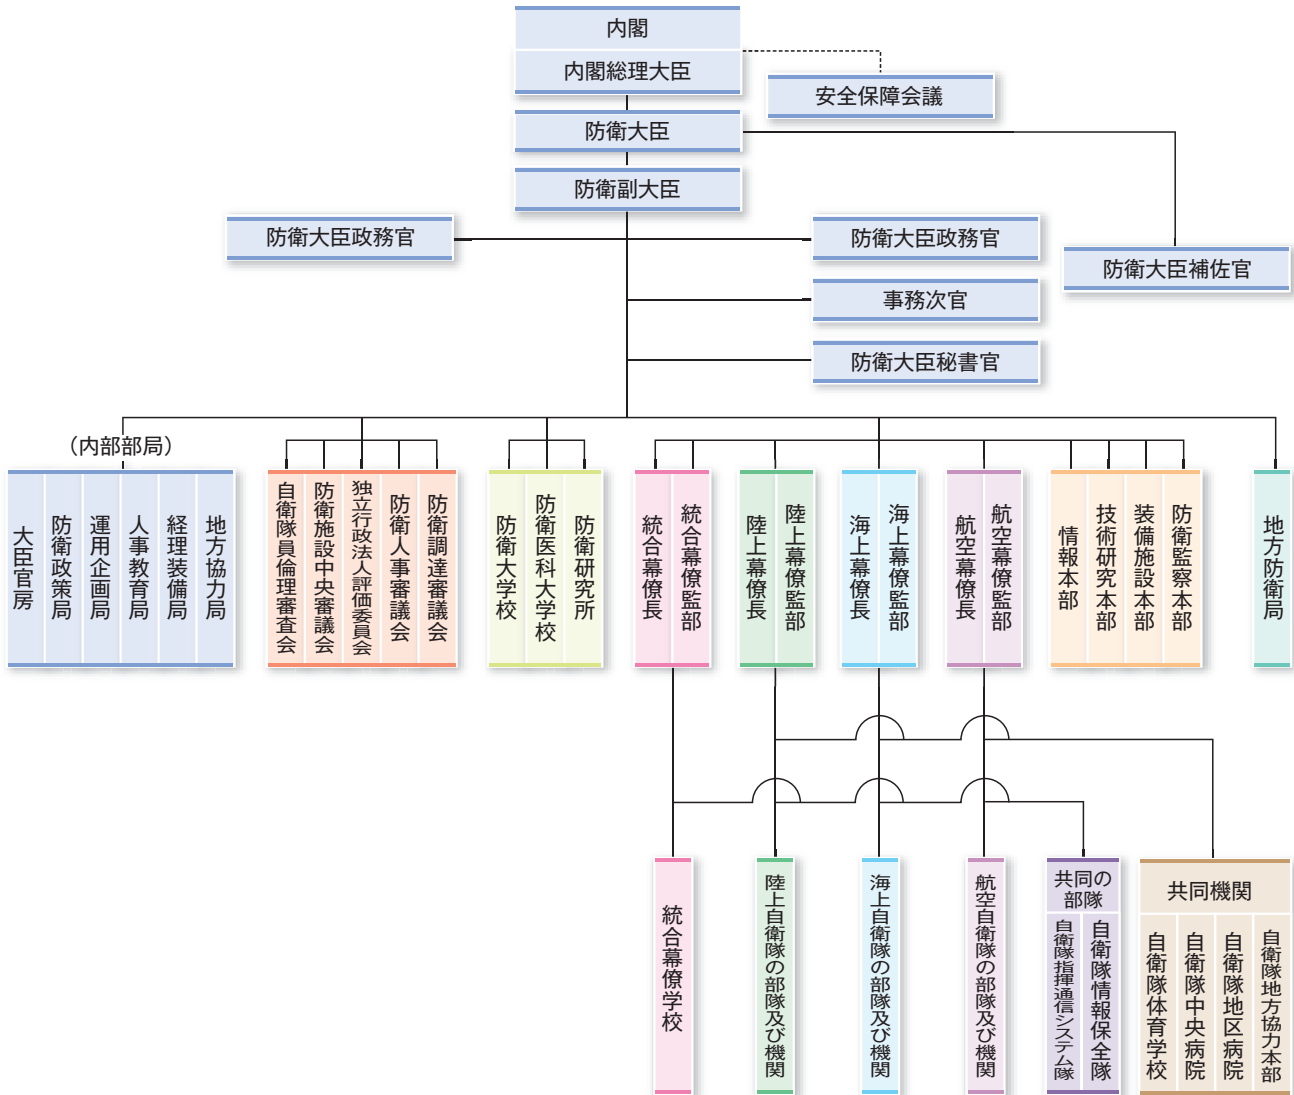 内閣
内閣総理大臣
安全保障会議
防衛大臣
防衛副大臣
防衛大臣政務官
防衛大臣政務官
防衛大臣補佐官
事務次官
防衛大臣秘書官
（内部部局）
大臣官房
防衛政策局
運用企画局
人事教育局
経理装備局
地方協力局
自衛隊員倫理審査会
防衛施設中央審議会
独立行政法人評価委員会
防衛人事審議会
防衛調達審議会
防衛大学校
防衛医科大学校
防衛研究所
統合幕僚長
統合幕僚監部
陸上幕僚長
陸上幕僚監部
海上幕僚長
海上幕僚監部
航空幕僚長
航空幕僚監部
情報本部
技術研究本部
装備施設本部
防衛監察本部
地方防衛局
統合幕僚学校
陸上自衛隊の部隊及び機関
海上自衛隊の部隊及び機関
航空自衛隊の部隊及び機関
共同の
部隊
自衛隊指揮通信システム隊
自衛隊情報保全隊
共同機関
自衛隊体育学校
自衛隊中央病院
自衛隊地区病院
自衛隊地方協力本部